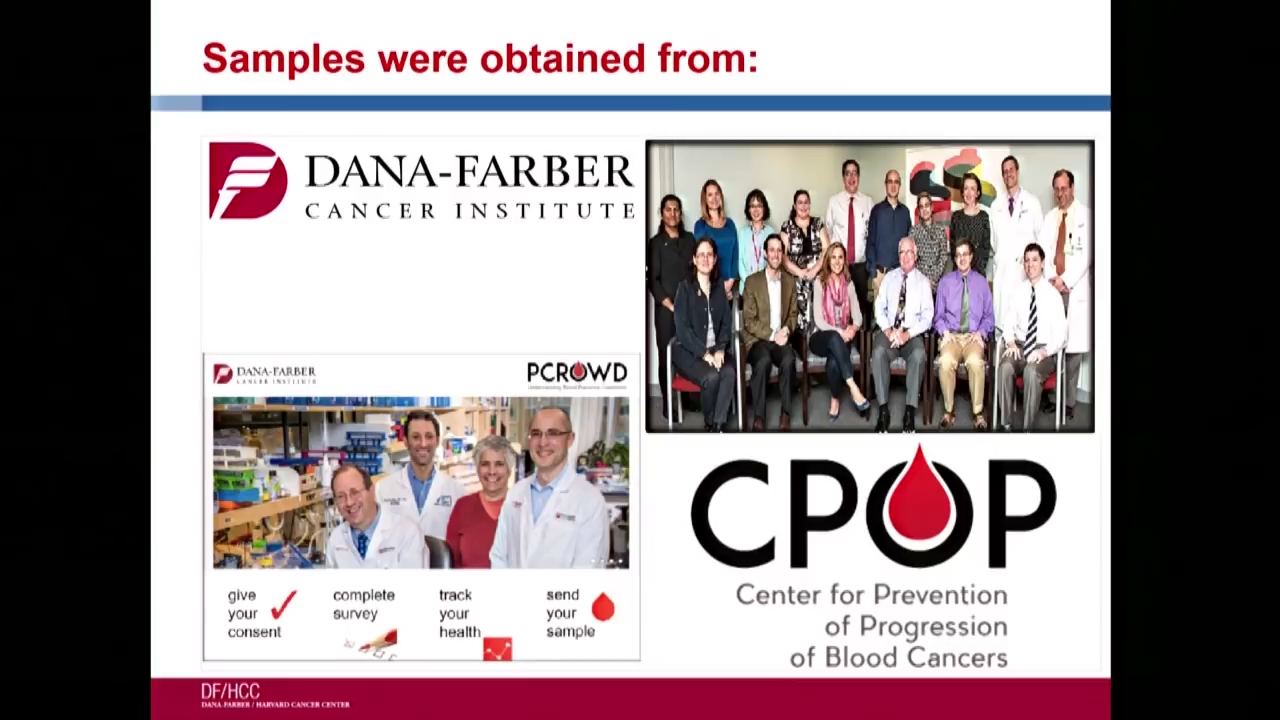 Samples were obtained from:
DANA-FARBER
CANCER INSTITUTE
DANA-FARBER
CANCER INSTITUTE
PCROWD
give
your
consent
complete
survey
track
your
health
send
your
sample
CPOP
Center for Prevention
of Progression
of Blood Cancers
DF/HCC
DANA-FARBER / HARVARD CANCER CENTER